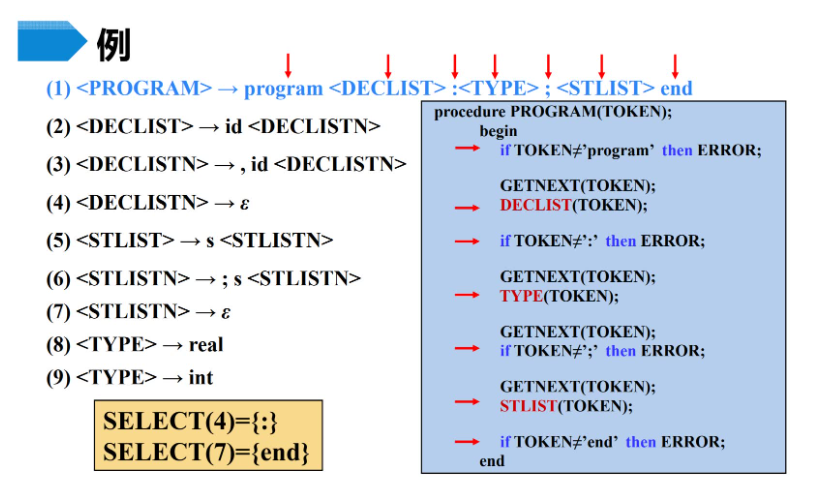 例
(1) <PROGRAM> → program <DECLIST> :<TYPE> ; <STLIST> end
(2) <DECLIST> → id <DECLISTN>
(3) <DECLISTN> → , id <DECLISTN>
(4) <DECLISTN> → ε
(5) <STLIST> → s <STLISTN>
(6) <STLISTN> → ; s <STLISTN>
(7) <STLISTN> → ε
(8) <TYPE> → real
(9) <TYPE> → int
SELECT(4)={:}
SELECT(7)={end}
procedure PROGRAM(TOKEN);
begin
if TOKEN≠’program’ then ERROR;
GETNEXT(TOKEN);
DECLIST(TOKEN);
if TOKEN≠’:’ then ERROR;
GETNEXT(TOKEN);
TYPE(TOKEN);
GETNEXT(TOKEN);
if TOKEN≠’;’ then ERROR;
GETNEXT(TOKEN);
STLIST(TOKEN);
if TOKEN≠’end’ then ERROR;
end